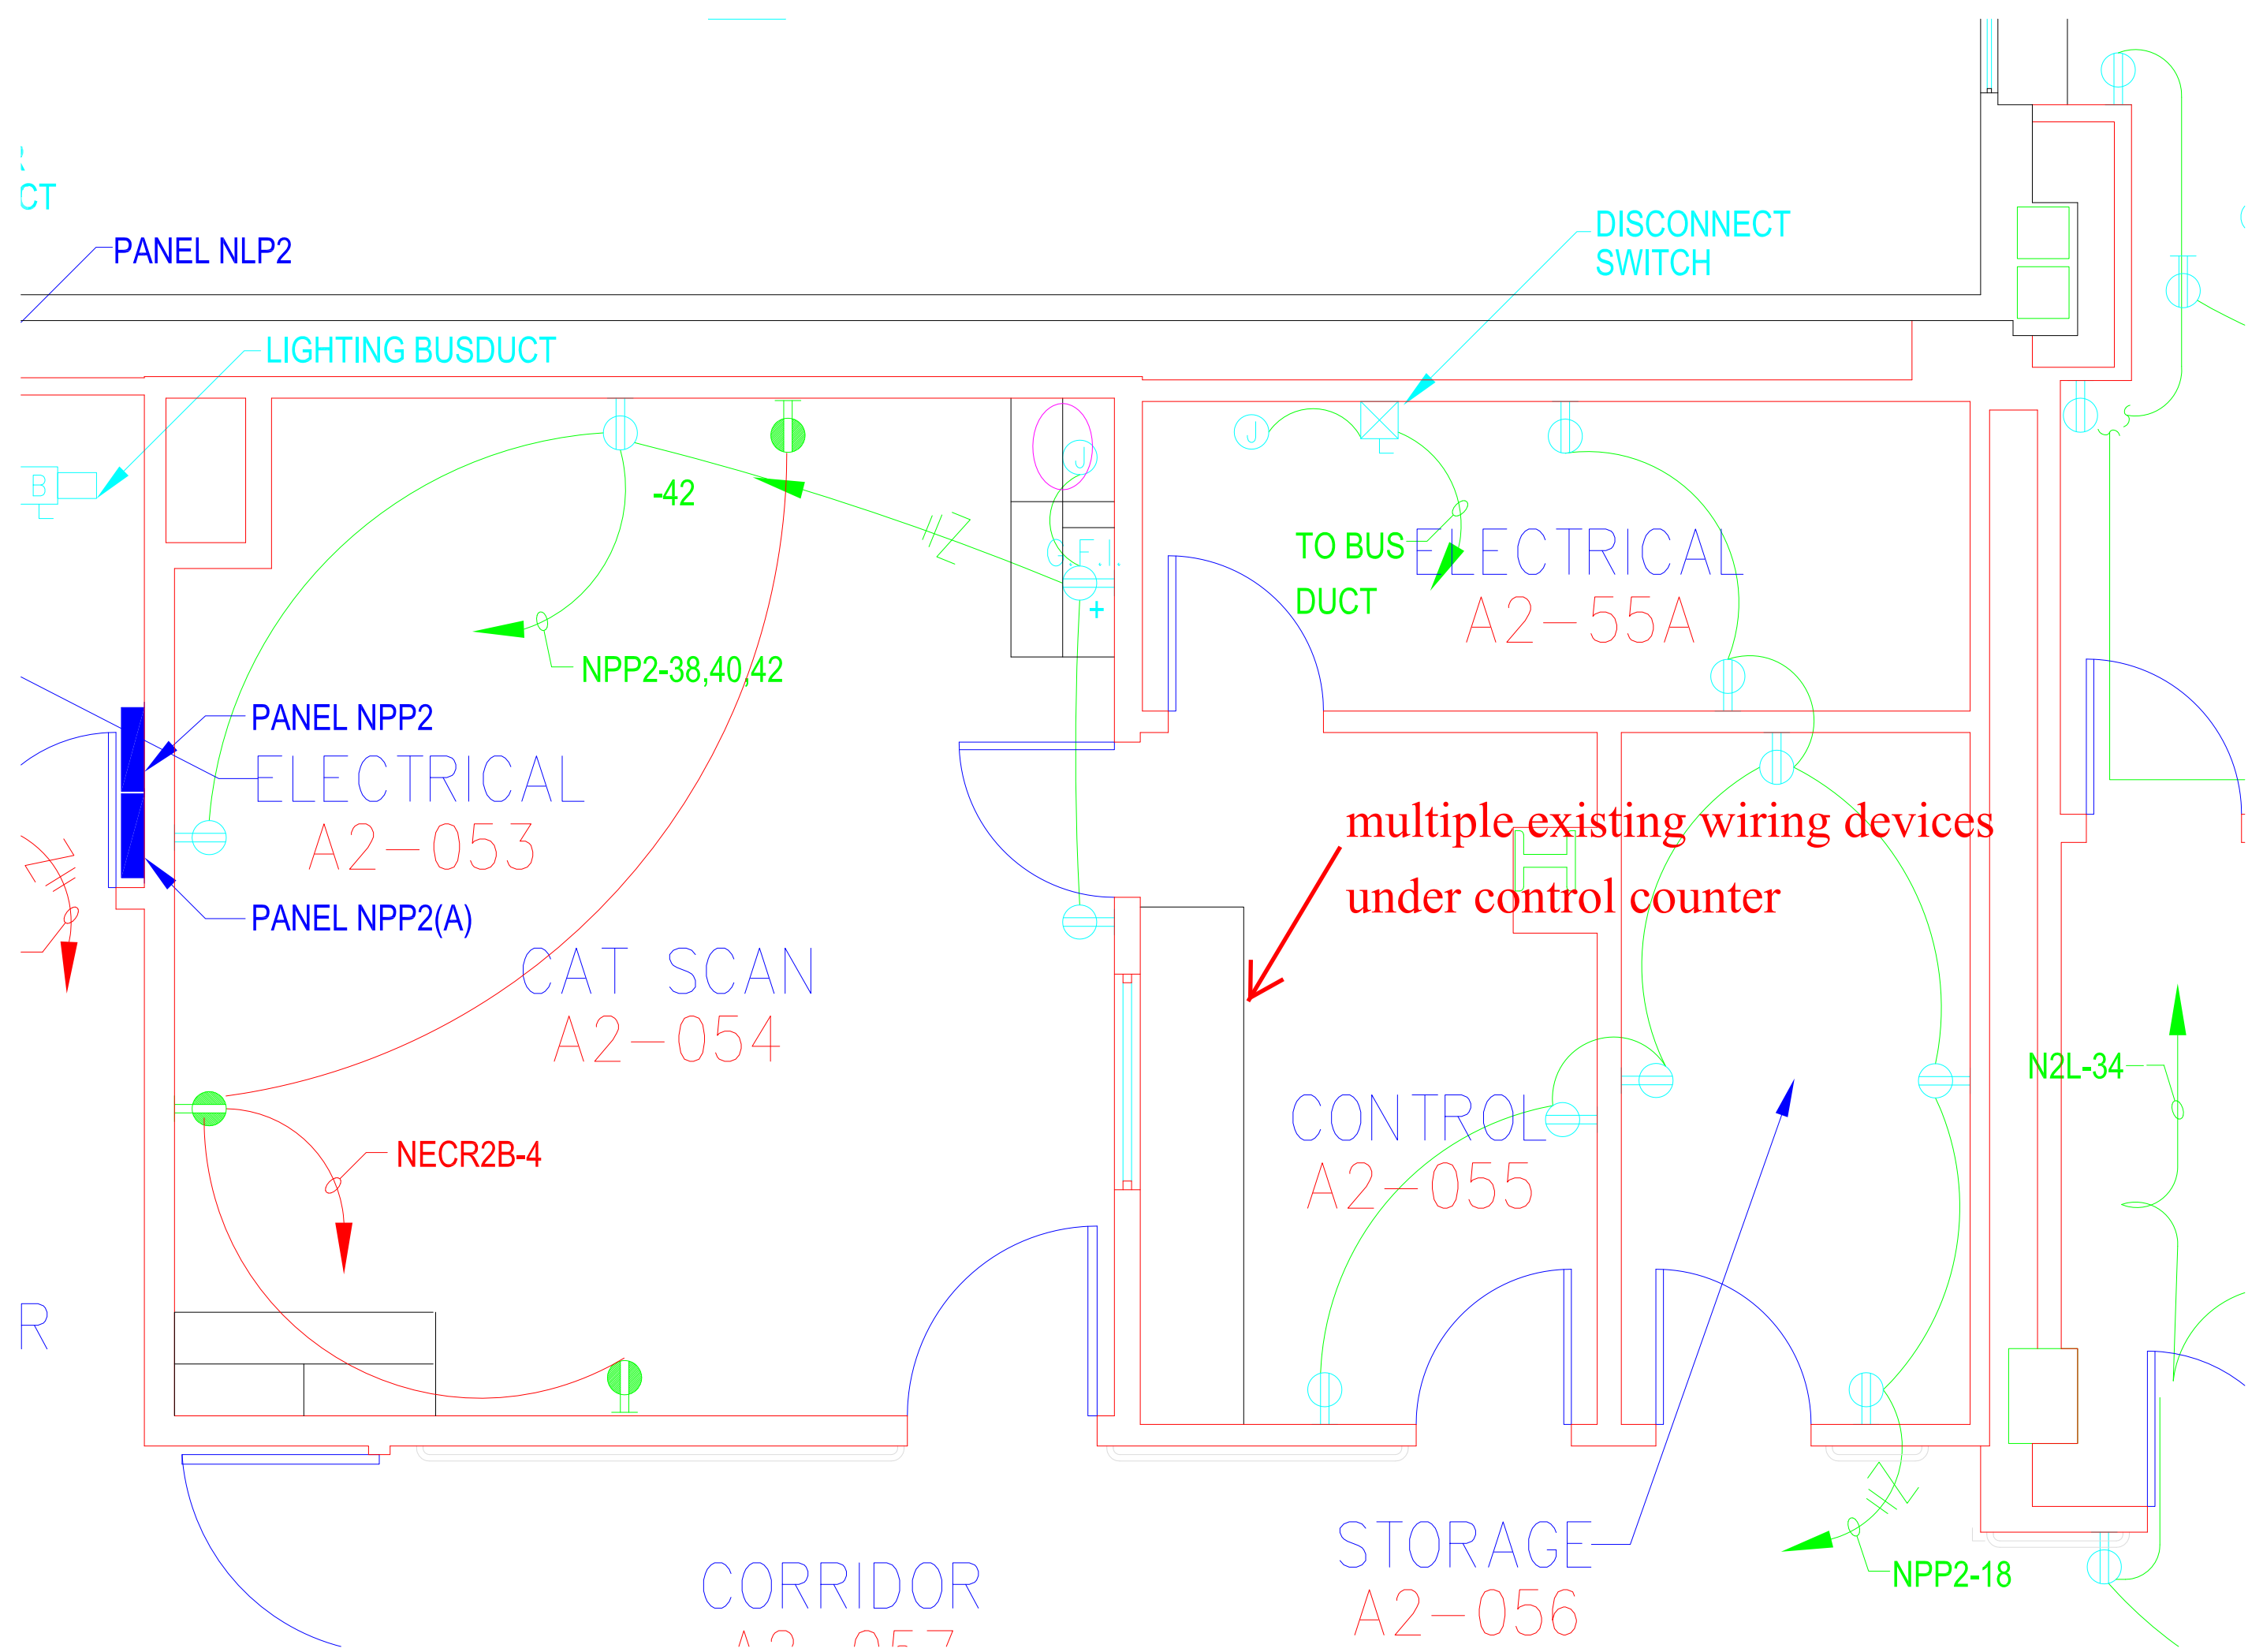 CT
PANEL NLP2
DISCONNECT
SWITCH
LIGHTING BUSDUCT
J
J
B
L
L
-42
G.F.I.
+
TO BUS
DUCT
ELECTRICAL
A2-55A
NPP2-38,40,42
PANEL NPP2
ELECTRICAL
A2-053
PANEL NPP2(A)
multiple existing wiring devices
under control counter
H
CAT SCAN
A2-054
N2L-34
CONTROL
A2-055
NECR2B-4
R
STORAGE
A2-056
NPP2-18
CORRIDOR
A2-057